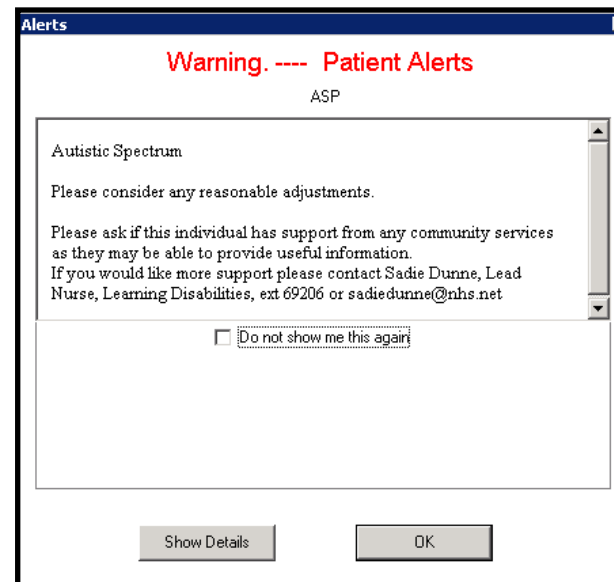 Alerts
Warning. ---- Patient Alerts
ASP
Autistic Spectrum
Please consider any reasonable adjustments.
Please ask if this individual has support from any community services
as they may be able to provide useful information.
If you would like more support please contact Sadie Dunne, Lead
Nurse, Learning Disabilities, ext 69206 or sadiedunne@nhs.net
Do not show me this again
Show Details
OK